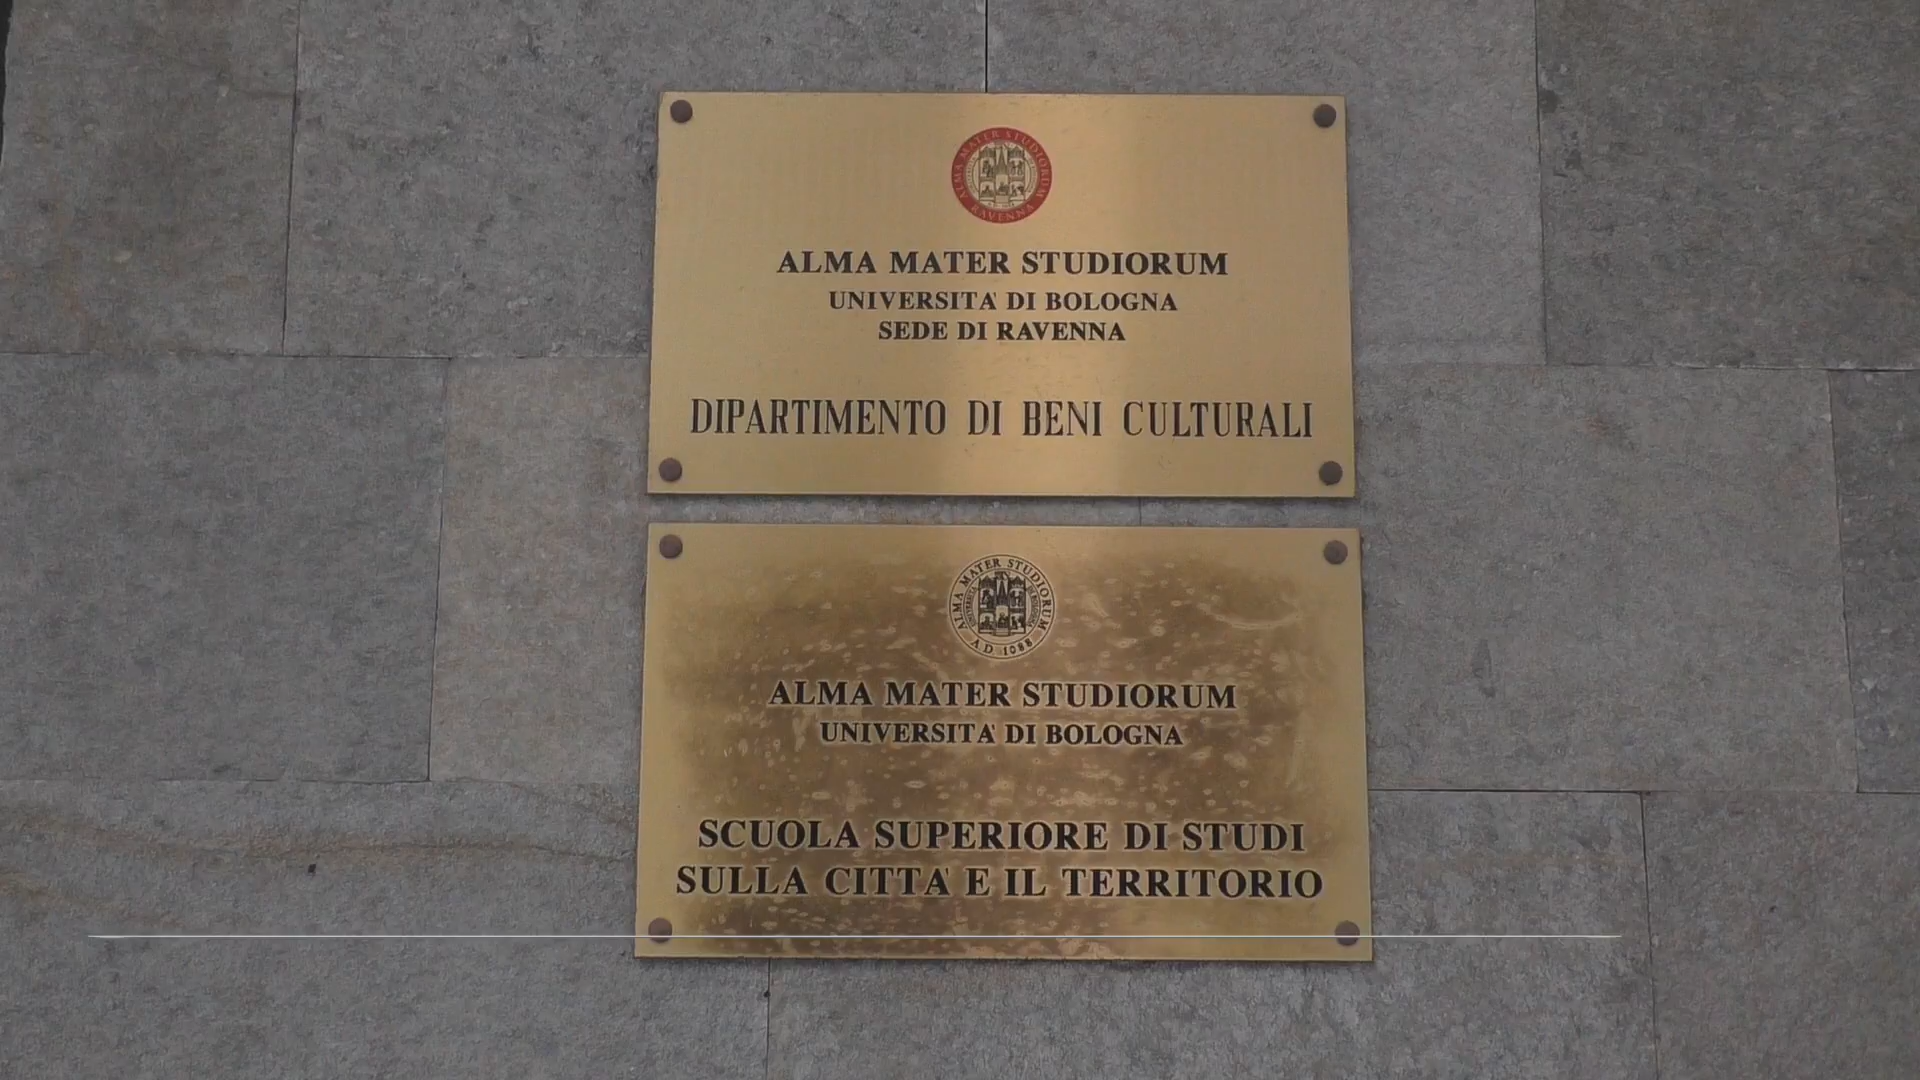 ALMA MATER STUDIORUM
RAVENNA
ALMA MATER STUDIORUM
UNIVERSITA' DI BOLOGNA
SEDE DI RAVENNA
DIPARTIMENTO DI BENI CULTURALI
ALMA MATER STUDIORUM
A D 1088
ALMA MATER STUDIORUM
UNIVERSITA' DI BOLOGNA
SCUOLA SUPERIORE DI STUDI
SULLA CITTA' E IL TERRITORIO